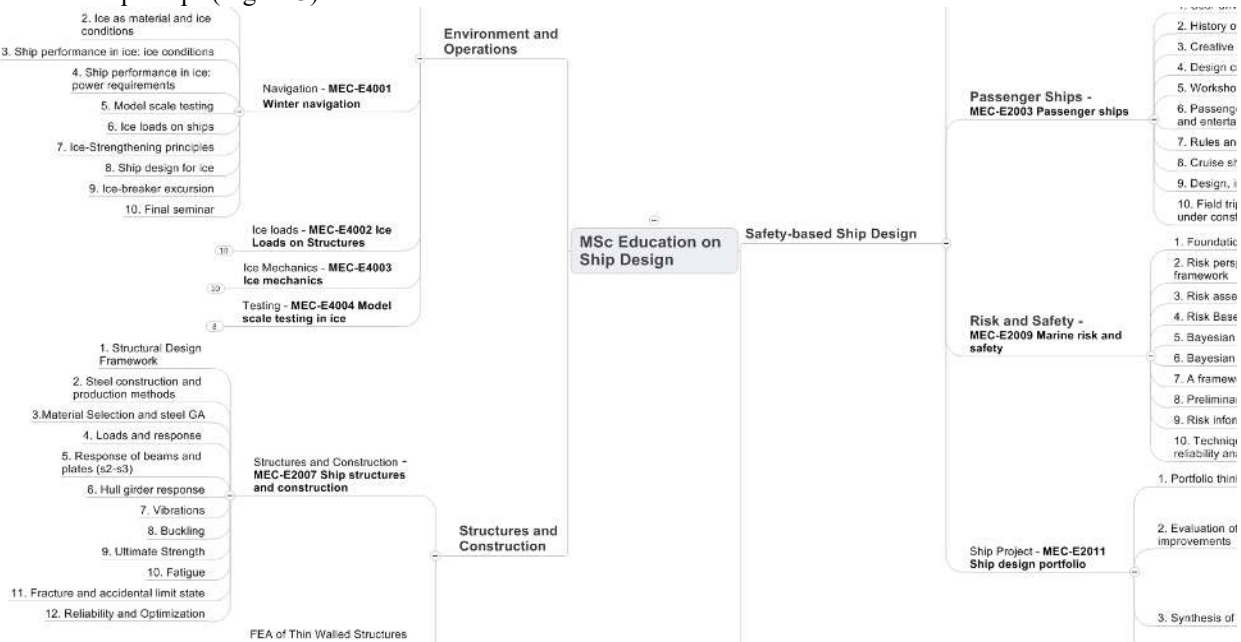 2. Ice as material and ice
conditions
3. Ship performance in ice: ice conditions
4. Ship performance in ice:
power requirements
5. Model scale testing
6. Ice loads on ships
7. Ice-Strengthening principles
8. Ship design for ice
9. Ice-breaker excursion
10. Final seminar
Navigation - MEC-E4001
Winter navigation
Environment and
Operations
Ice loads - MEC-E4002 Ice
Loads on Structures
10
Ice Mechanics - MEC-E4003
Ice mechanics
10
Testing - MEC-E4004 Model
scale testing in ice
8
1. Structural Design
Framework
2. Steel construction and
production methods
3.Material Selection and steel GA
4. Loads and response
5. Response of beams and
plates (s2-s3)
6. Hull girder response
7. Vibrations
8. Buckling
9. Ultimate Strength
10. Fatigue
11. Fracture and accidental limit state
12. Reliability and Optimization
Structures and Construction -
MEC-E2007 Ship structures
and construction
Structures and
Construction
FEA of Thin Walled Structures
MSc Education on
Ship Design
Safety-based Ship Design
Passenger Ships -
MEC-E2003 Passenger ships
2. History o
3. Creative
4. Design c
5. Worksho
6. Passeng
and enterta
7. Rules an
8. Cruise sh
9. Design, i
10. Field trip
under const
Risk and Safety -
MEC-E2009 Marine risk and
safety
1. Foundatio
2. Risk persp
framework
3. Risk asse
4. Risk Base
5. Bayesian
6. Bayesian
7. A framew
8. Prelimina
9. Risk infor
10. Techniqu
reliability ana
Ship Project - MEC-E2011
Ship design portfolio
1. Portfolio thin
2. Evaluation of
improvements
3. Synthesis of